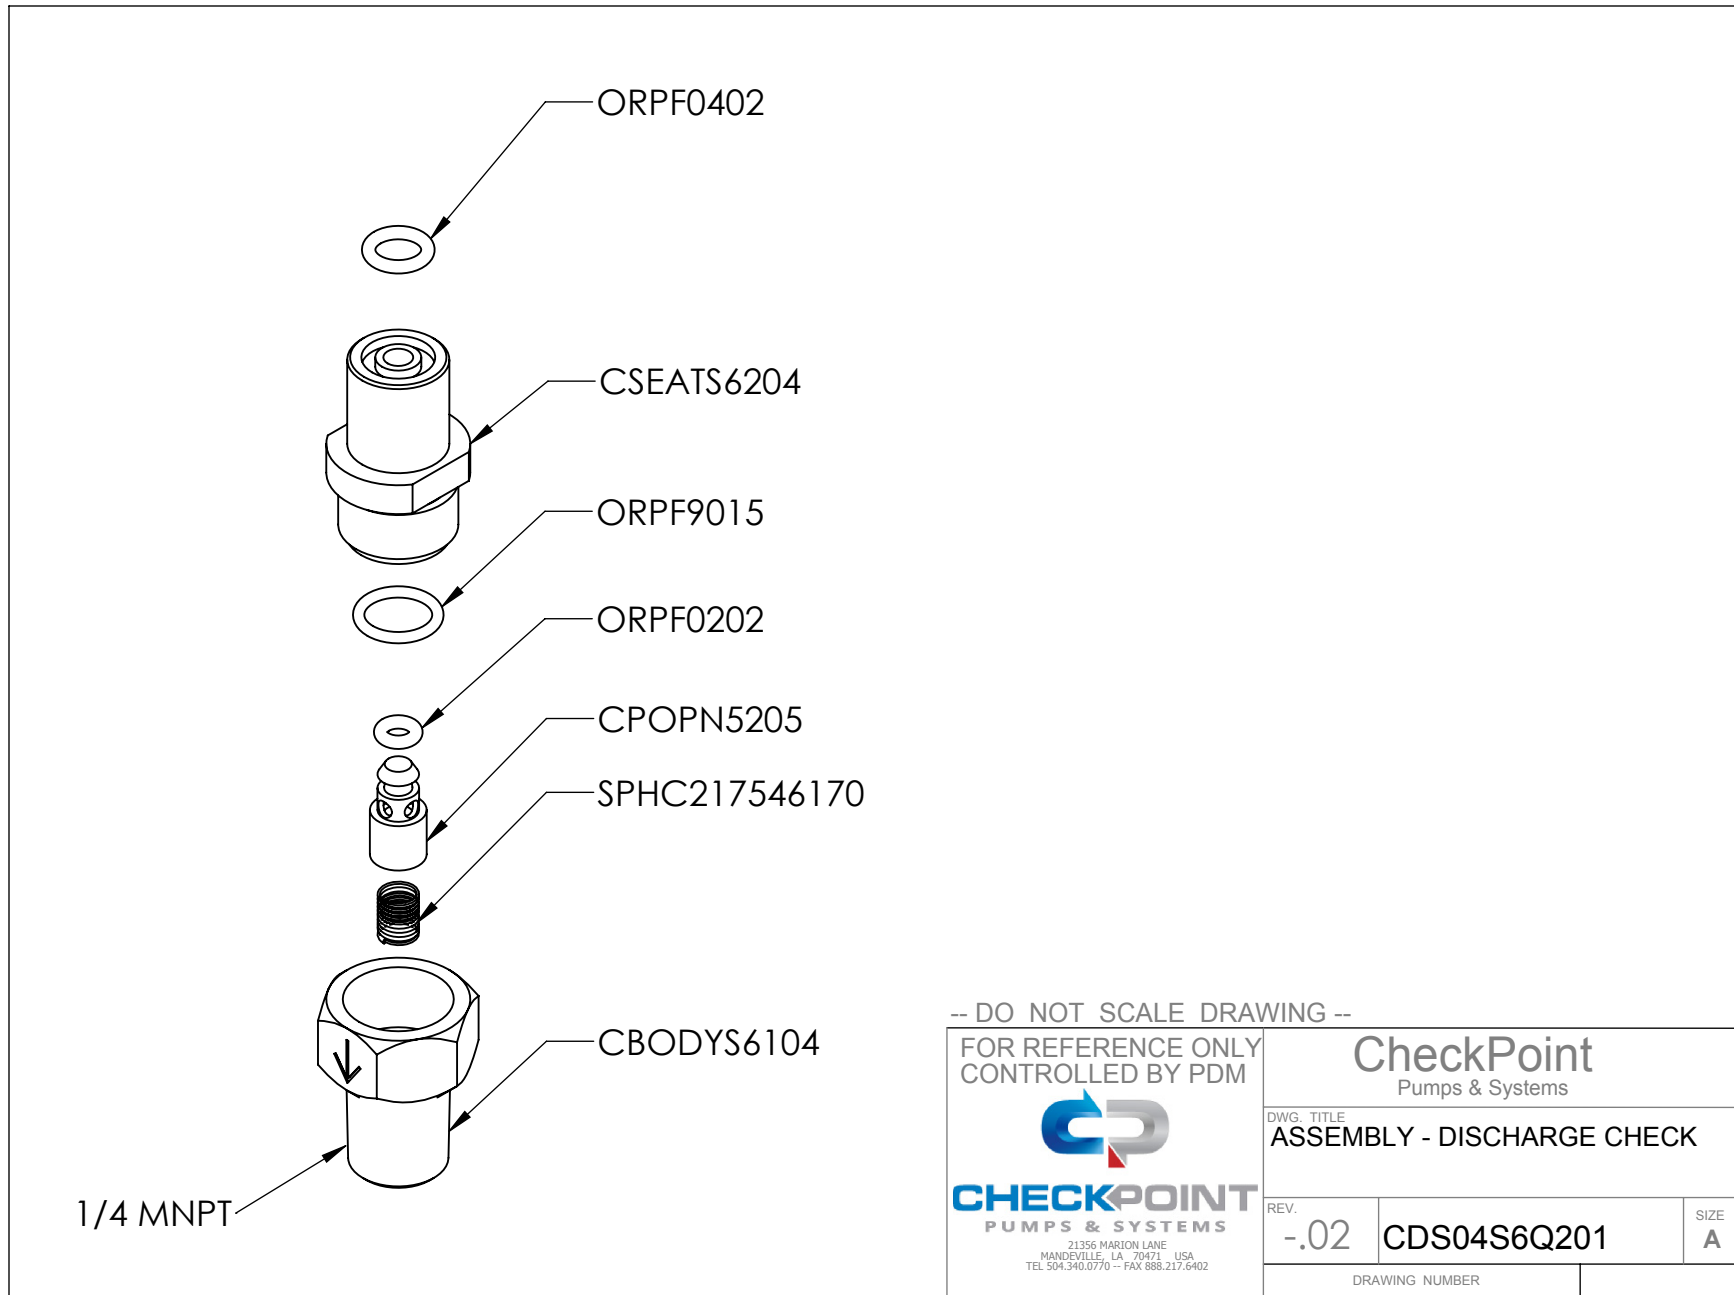 ORPF0402
CSEATS6204
ORPF9015
ORPF0202
CPOPN5205
SPHC217546170
CBODYS6104
1/4 MNPT
-- DO NOT SCALE DRAWING --
FOR REFERENCE ONLY
CONTROLLED BY PDM
CHECKPOINT
PUMPS & SYSTEMS
21356 MARION LANE
MANDEVILLE, LA 70471 USA
TEL 504.340.0770 -- FAX 888.217.6402
CheckPoint
Pumps & Systems
DWG. TITLE
ASSEMBLY - DISCHARGE CHECK
REV.
-.02
CDS04S6Q201
SIZE
A
DRAWING NUMBER